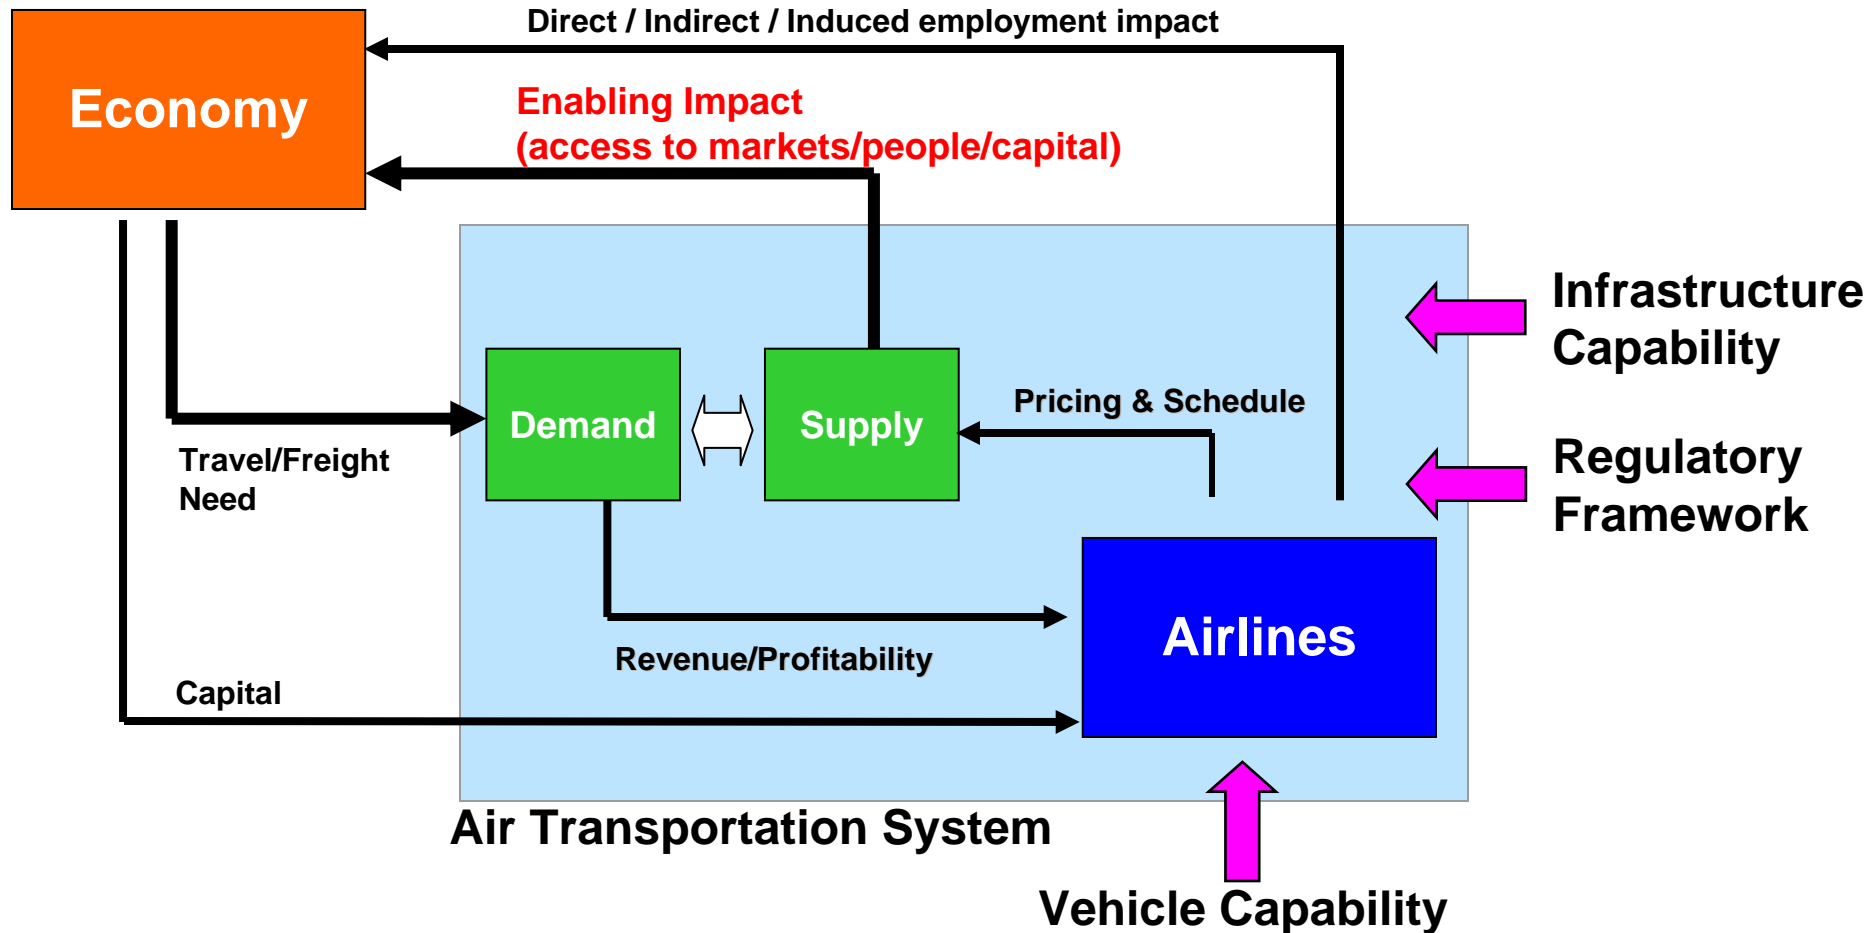 Direct / Indirect / Induced employment impact
Economy
Enabling Impact
(access to markets/people/capital)
Infrastructure
Capability
Pricing & Schedule
Demand
Supply
Travel/Freight
Need
Regulatory
Framework
Airlines
Revenue/Profitability
Capital
Air Transportation System
Vehicle Capability